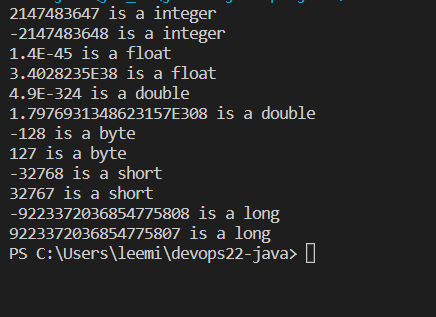 2147483647 is a integer
-2147483648 is a integer
1.4E-45 is a float
3.4028235E38 is a float
4.9E-324 is a double
1.7976931348623157E308 is a double
-128 is a byte
127 is a byte
-32768 is a short
32767 is a short
-9223372036854775808 is a long
9223372036854775807 is a long
PS C:\Users\leemi\devops22-java>